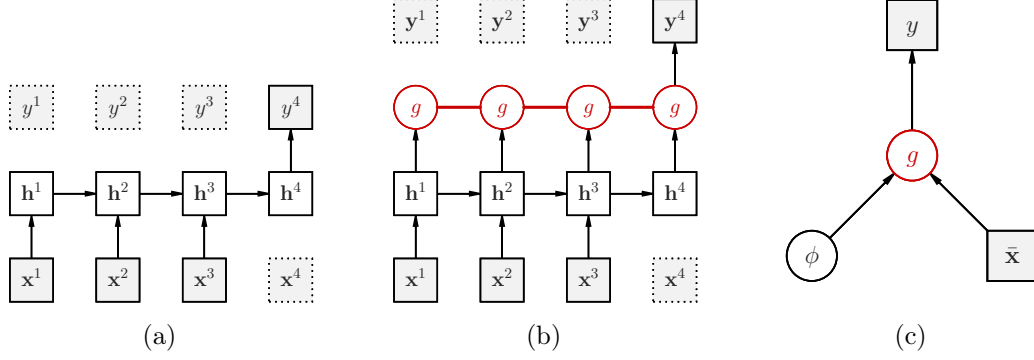 y¹ y² y³ y⁴
h¹ h² h³ h⁴
x¹ x² x³ x⁴
(a)
y¹ y² y³ y⁴
g g g g
h¹ h² h³ h⁴
x¹ x² x³ x⁴
(b)
y
g
ϕ x̄
(c)